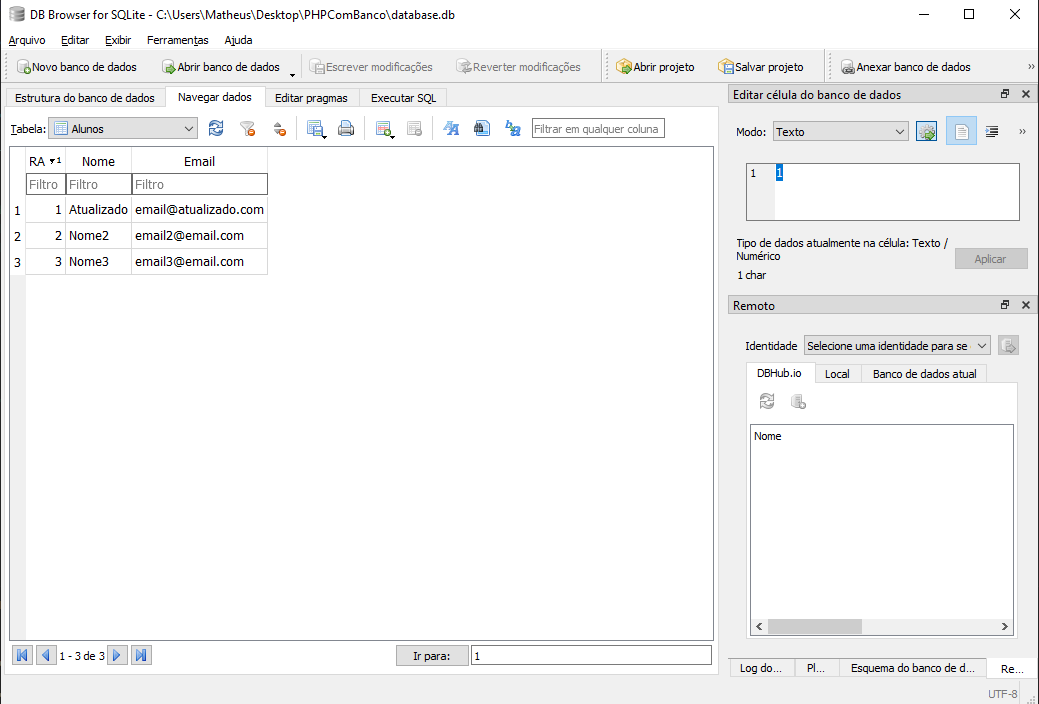 DB Browser for SQLite - C:\Users\Matheus\Desktop\PHPComBanco\database.db
Arquivo Editar Exibir Ferramentas Ajuda
Novo banco de dados Abrir banco de dados Escrever modificações Reverter modificações Abrir projeto Salvar projeto Anexar banco de dados »
Estrutura do banco de dados Navegar dados Editar pragmas Executar SQL
Tabela: Alunos Filtrar em qualquer coluna
RA 1 Nome Email
Filtro Filtro Filtro
1 1 Atualizado email@atualizado.com
2 2 Nome2 email2@email.com
3 3 Nome3 email3@email.com
1 - 3 de 3 Ir para: 1
Editar célula do banco de dados
Modo: Texto »
1 1
Tipo de dados atualmente na célula: Texto /
Numérico
Aplicar
1 char
Remoto
Identidade Selecione uma identidade para se
DBHub.io Local Banco de dados atual
Nome
Log do... Pl... Esquema do banco de d... Re...
UTF-8